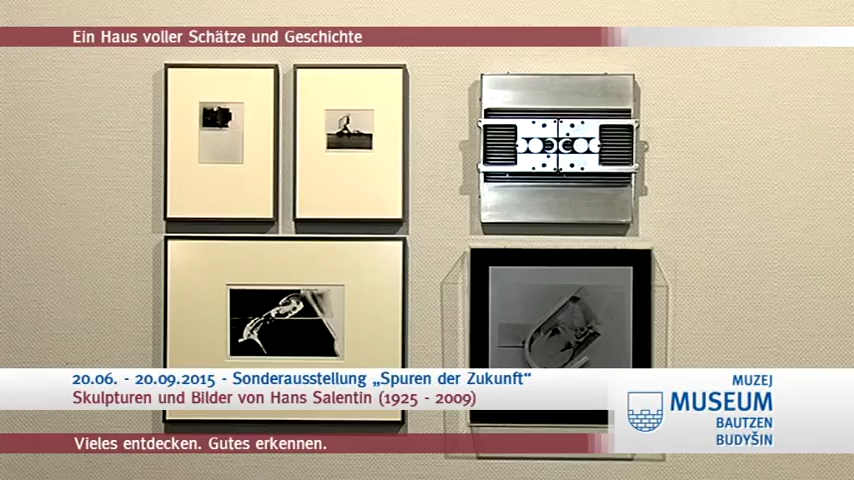 Ein Haus voller Schätze und Geschichte
20.06. - 20.09.2015 - Sonderausstellung „Spuren der Zukunft“
Skulpturen und Bilder von Hans Salentin (1925 - 2009)
MUZEJ
MUSEUM
BAUTZEN
BUDYŠIN
Vieles entdecken. Gutes erkennen.